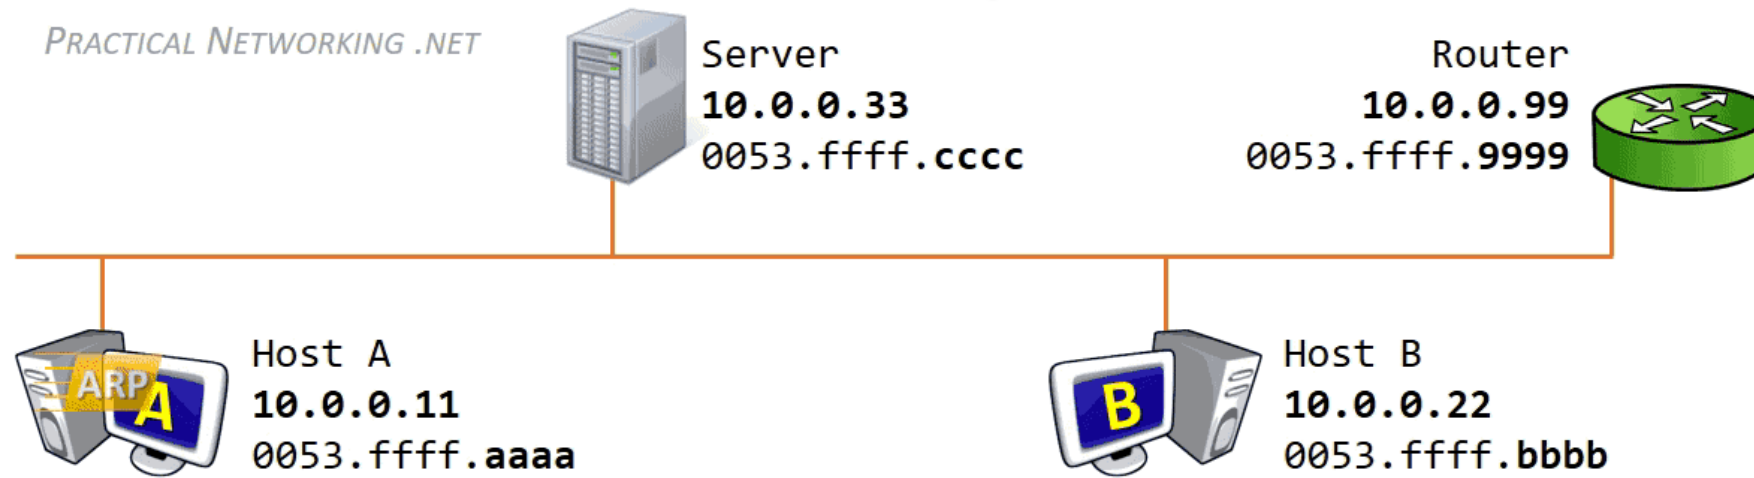 PRACTICAL NETWORKING .NET
Server
10.0.0.33
0053.ffff.cccc
Router
10.0.0.99
0053.ffff.9999
ARP
A
Host A
10.0.0.11
0053.ffff.aaaa
B
Host B
10.0.0.22
0053.ffff.bbbb